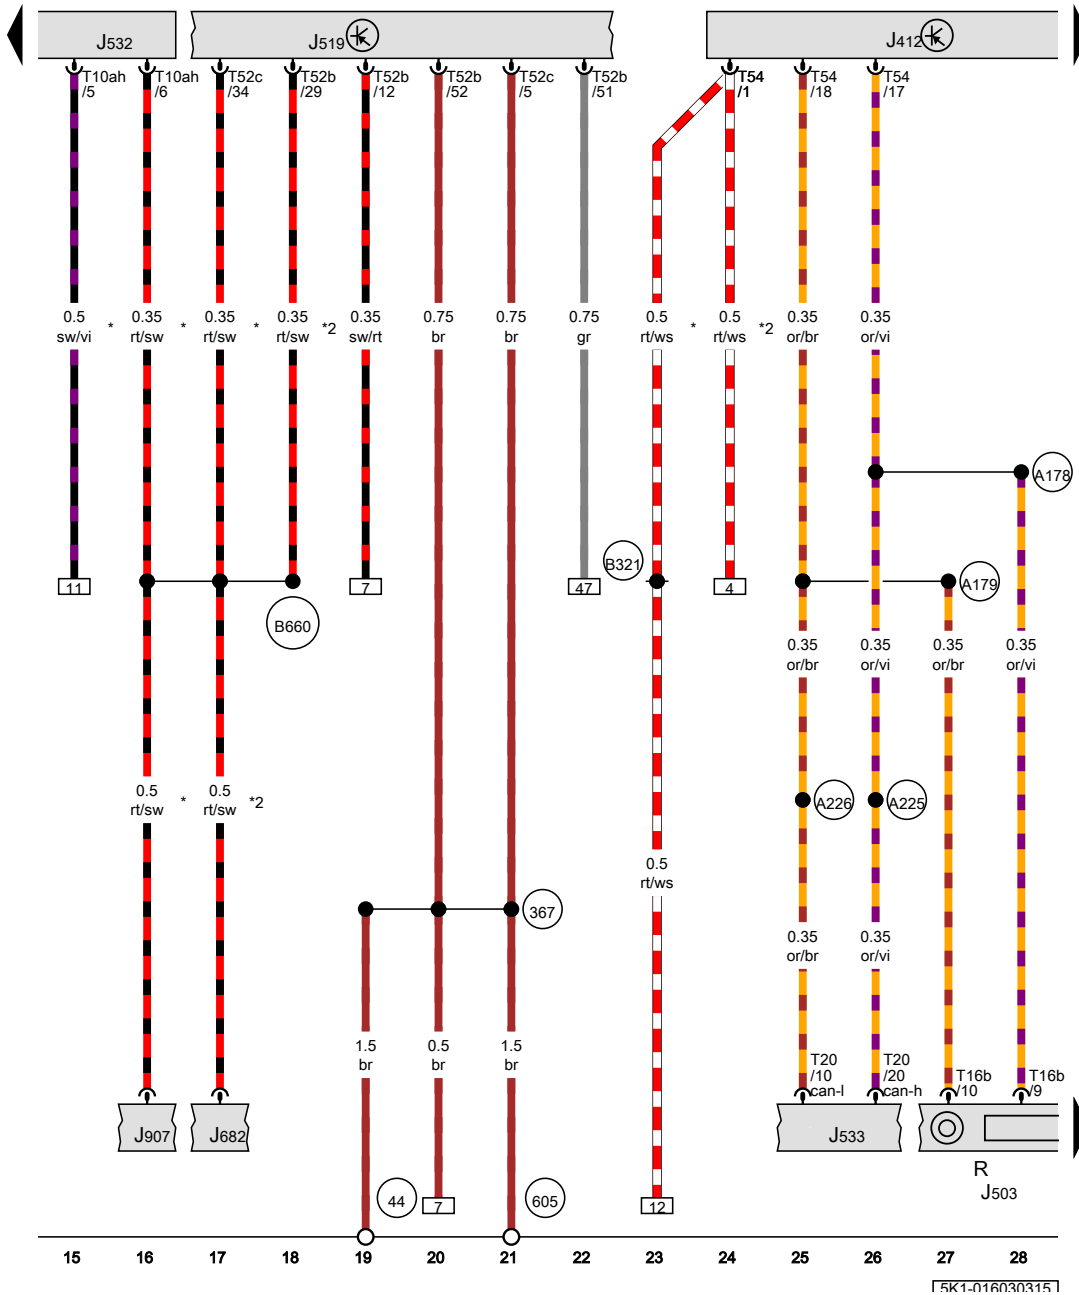 J532
J519
J412
T10ah
/5
T10ah
/6
T52c
/34
T52b
/29
T52b
/12
T52b
/52
T52c
/5
T52b
/51
T54
/1
T54
/18
T54
/17
0.5
sw/vi
*
0.35
rt/sw
*
0.35
rt/sw
*
0.35
rt/sw
*2
0.35
sw/rt
0.75
br
0.75
br
0.75
gr
0.5
rt/ws
*
0.5
rt/ws
*2
0.35
or/br
0.35
or/vi
A178
B321
11
7
47
4
A179
B660
0.35
or/br
0.35
or/vi
0.35
or/br
0.35
or/vi
0.5
rt/sw
*
0.5
rt/sw
*2
A226
A225
0.5
rt/ws
367
0.35
or/br
0.35
or/vi
1.5
br
0.5
br
1.5
br
T20
/10
can-l
T20
/20
can-h
T16b
/10
T16b
/9
J907
J682
J533
R
J503
44
7
605
12
15 16 17 18 19 20 21 22 23 24 25 26 27 28
5K1-016030315